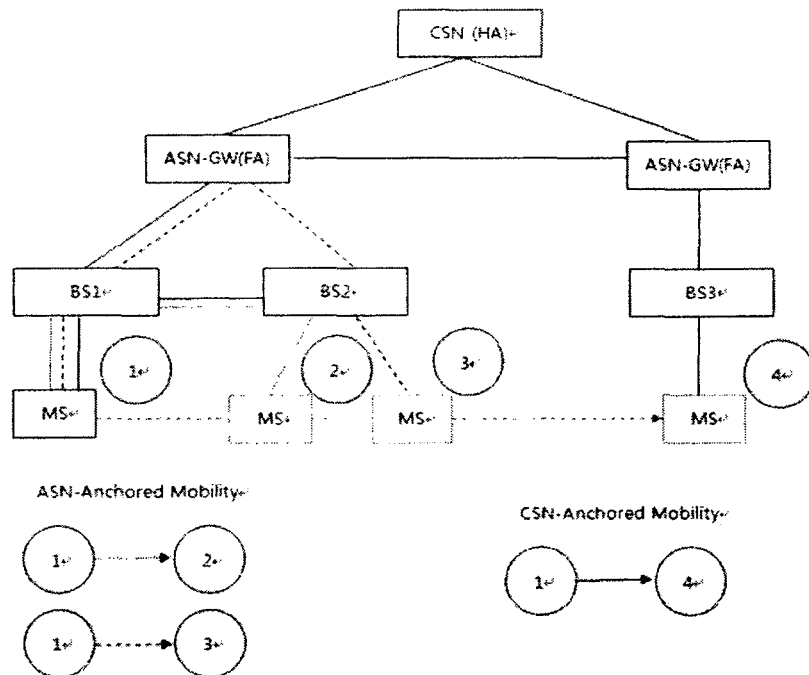 CSN (HA)
ASN-GW(FA)
ASN-GW(FA)
BS1
BS2
BS3
1
2
3
4
MS
MS
MS
MS
ASN-Anchored Mobility
CSN-Anchored Mobility
1
2
1
4
1
3